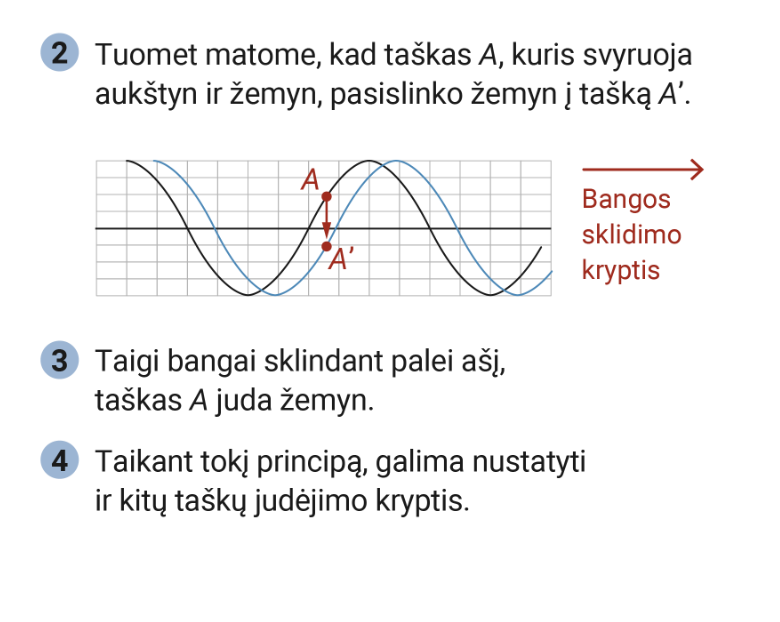 2 Tuomet matome, kad taškas A, kuris svyruoja
aukštyn ir žemyn, pasislinko žemyn į tašką A’.
A
A’
Bangos
sklidimo
kryptis
3 Taigi bangai sklindant palei ašį,
taškas A juda žemyn.
4 Taikant tokį principą, galima nustatyti
ir kitų taškų judėjimo kryptis.